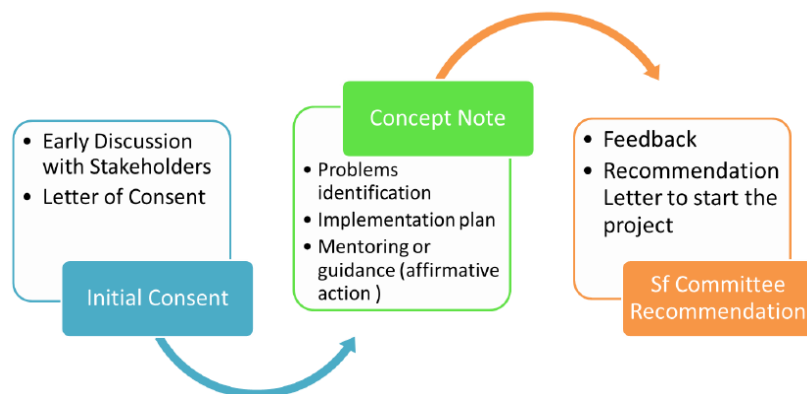 • Early Discussion
with Stakeholders
• Letter of Consent
Initial Consent
Concept Note
• Problems
identification
• Implementation plan
• Mentoring or
guidance (affirmative
action )
• Feedback
• Recommendation
Letter to start the
project
Sf Committee
Recommendation